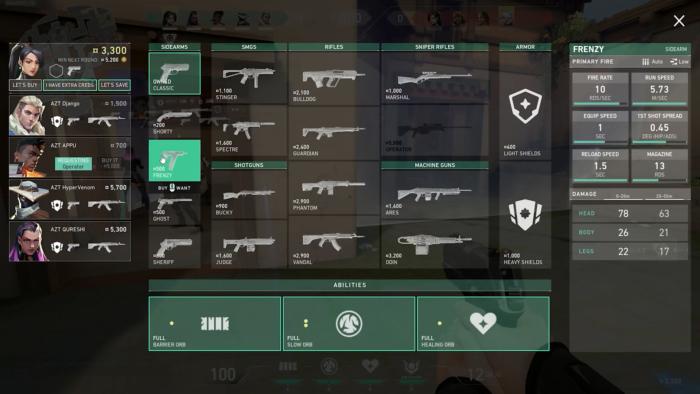 ¤ 3,300
MIN NEXT ROUND: ¤ 5,200
LET'S BUY
I HAVE EXTRA CREDS
LET'S SAVE
AZT Django
¤ 1,500
AZT APPU
¤ 700
REQUESTING
Operator
BUY IT
AZT HyperVenom
¤ 5,700
AZT QURESHI
¤ 5,300
SIDEARMS
OWNED
CLASSIC
SHORTY
FRENZY
BUY
WANT
¤500
GHOST
SHERIFF
SMGS
¤1,100
STINGER
¤1,600
SPECTRE
SHOTGUNS
¤900
BUCKY
¤1,600
JUDGE
RIFLES
¤2,100
BULLDOG
¤2,400
GUARDIAN
¤2,900
PHANTOM
¤2,900
VANDAL
SNIPER RIFLES
¤1,000
MARSHAL
OPERATOR
MACHINE GUNS
¤1,600
ARES
¤3,200
ODIN
ARMOR
¤400
LIGHT SHIELDS
¤1,000
HEAVY SHIELDS
ABILITIES
FULL
BARRIER ORB
FULL
SLOW ORB
FULL
HEALING ORB
FRENZY
SIDEARM
PRIMARY FIRE
Auto
Low
FIRE RATE
10
RDS/SEC
RUN SPEED
5.73
M/SEC
EQUIP SPEED
1
SEC
1ST SHOT SPREAD
0.45
DEG (HIP/ADS)
RELOAD SPEED
1.5
SEC
MAGAZINE
13
RDS
DAMAGE
0-20m
20-50m
HEAD
78
63
BODY
26
21
LEGS
22
17
100
12